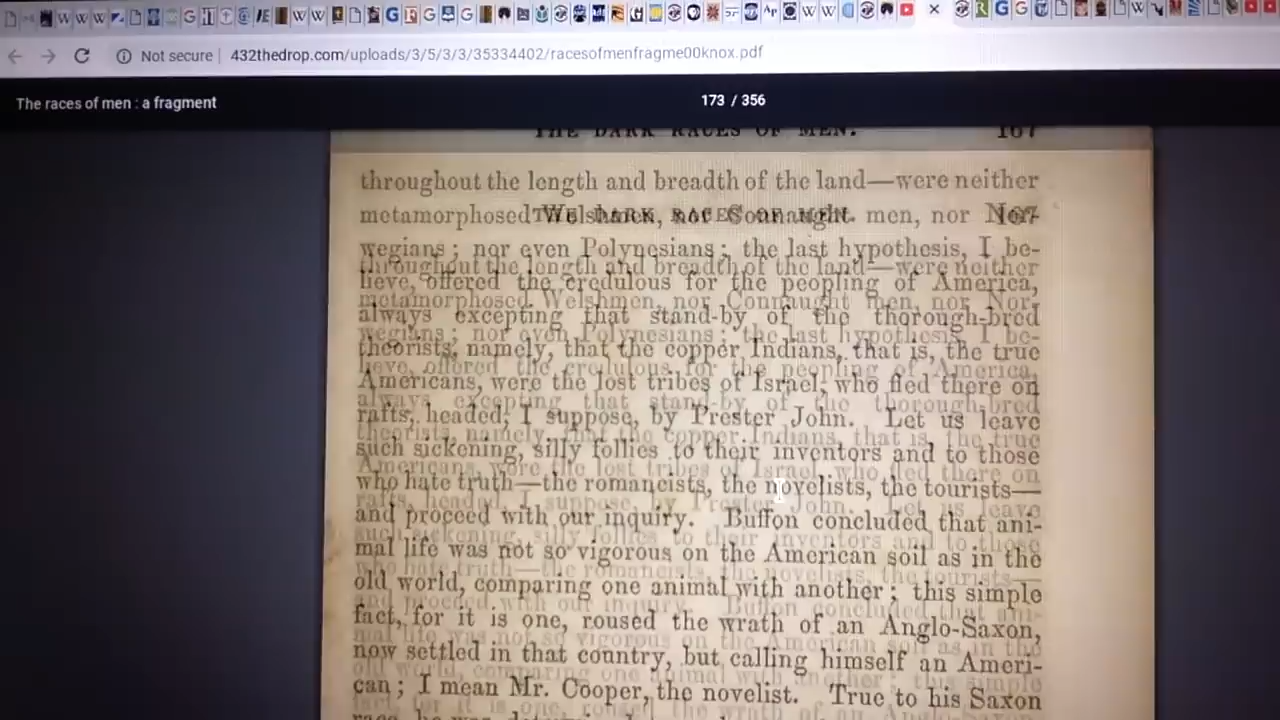 Not secure 432thedrop.com/uploads/3/5/3/3/35334402/racesofmenfragme00knox.pdf
The races of men : a fragment 173 / 356
THE DARK RACES OF MEN. 167
throughout the length and breadth of the land—were neither
metamorphosed Welshmen, nor Connaught men, nor Nor-
wegians; nor even Polynesians; the last hypothesis, I be-
lieve, offered the credulous for the peopling of America,
always excepting that stand-by of the thorough-bred
theorists, namely, that the copper Indians, that is, the true
Americans, were the lost tribes of Israel, who fled there on
rafts, headed, I suppose, by Prester John. Let us leave
such sickening, silly follies to their inventors and to those
who hate truth—the romancists, the novelists, the tourists—
and proceed with our inquiry. Buffon concluded that ani-
mal life was not so vigorous on the American soil as in the
old world, comparing one animal with another; this simple
fact, for it is one, roused the wrath of an Anglo-Saxon,
now settled in that country, but calling himself an Ameri-
can; I mean Mr. Cooper, the novelist. True to his Saxon